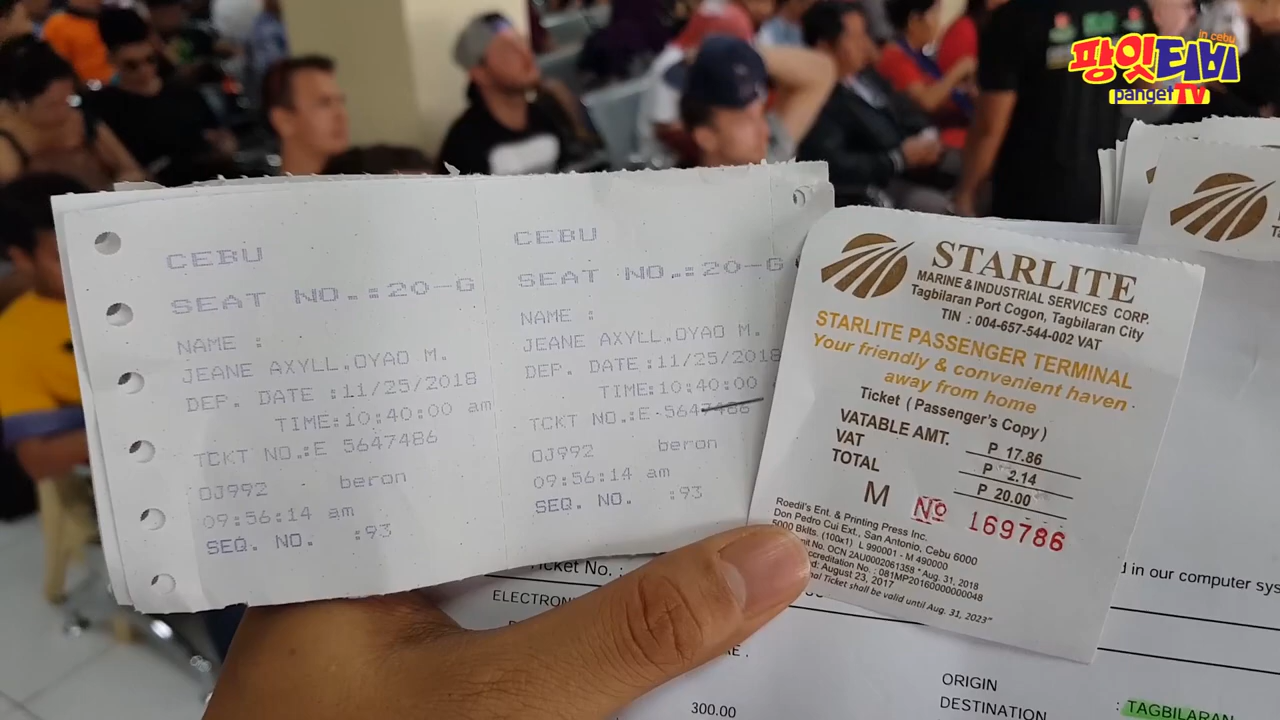 in cebu
팡잇티비
panget TV
CEBU
SEAT NO.:20-G
NAME :
JEANE AXYLL.OYAO M.
DEP. DATE :11/25/2018
TIME:10:40:00 am
TCKT NO.:E 5647486
OJ992 beron
09:56:14 am
SEQ. NO. :93
CEBU
SEAT NO.:20-G
NAME :
JEANE AXYLL.OYAO M.
DEP. DATE :11/25/2018
TIME:10:40:00
TCKT NO.:E 5647486
OJ992 beron
09:56:14 am
SEQ. NO. :93
STARLITE
MARINE & INDUSTRIAL SERVICES CORP.
Tagbilaran Port Cogon, Tagbilaran City
TIN : 004-657-544-002 VAT
STARLITE PASSENGER TERMINAL
Your friendly & convenient haven
away from home
Ticket ( Passenger's Copy )
VATABLE AMT. P 17.86
VAT P 2.14
TOTAL P 20.00
M Nº 169786
Roedil's Ent. & Printing Press Inc.
Don Pedro Cui Ext., San Antonio, Cebu 6000
5000 Bklts. (100x1) L 990001 - M 490000
mit No. OCN 2AU0002061358 * Aug. 31, 2018
ccreditation No. : 081MP20160000000048
d: August 23, 2017
nal Ticket shall be valid until Aug. 31, 2023"
Ticket No. :
ELECTRON
300.00
d in our computer sys
ORIGIN
DESTINATION : TAGBILARAN